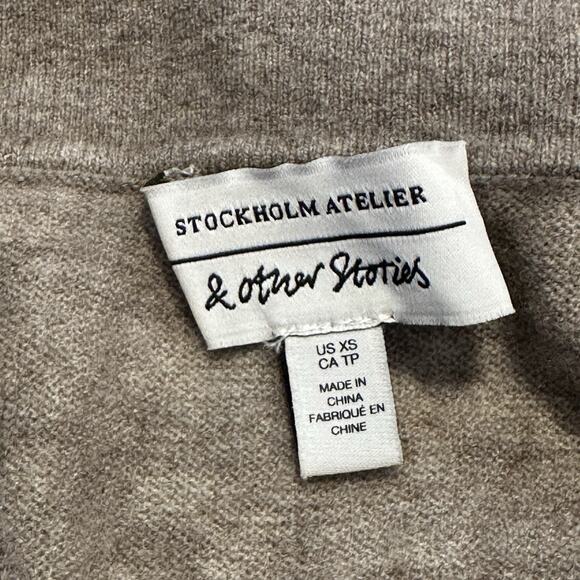 STOCKHOLM ATELIER
& other Stories
US XS
CA TP
MADE IN
CHINA
FABRIQUÉ EN
CHINE